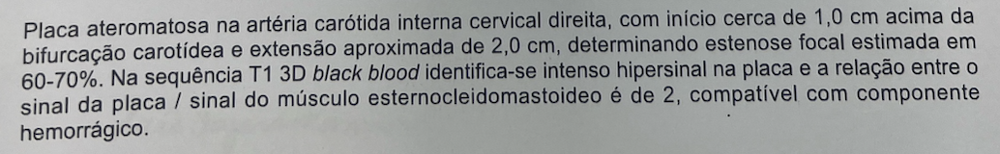 Placa ateromatosa na artéria carótida interna cervical direita, com início cerca de 1,0 cm acima da
bifurcação carotídea e extensão aproximada de 2,0 cm, determinando estenose focal estimada em
60-70%. Na sequência T1 3D black blood identifica-se intenso hipersinal na placa e a relação entre o
sinal da placa / sinal do músculo esternocleidomastoideo é de 2, compatível com componente
hemorrágico.